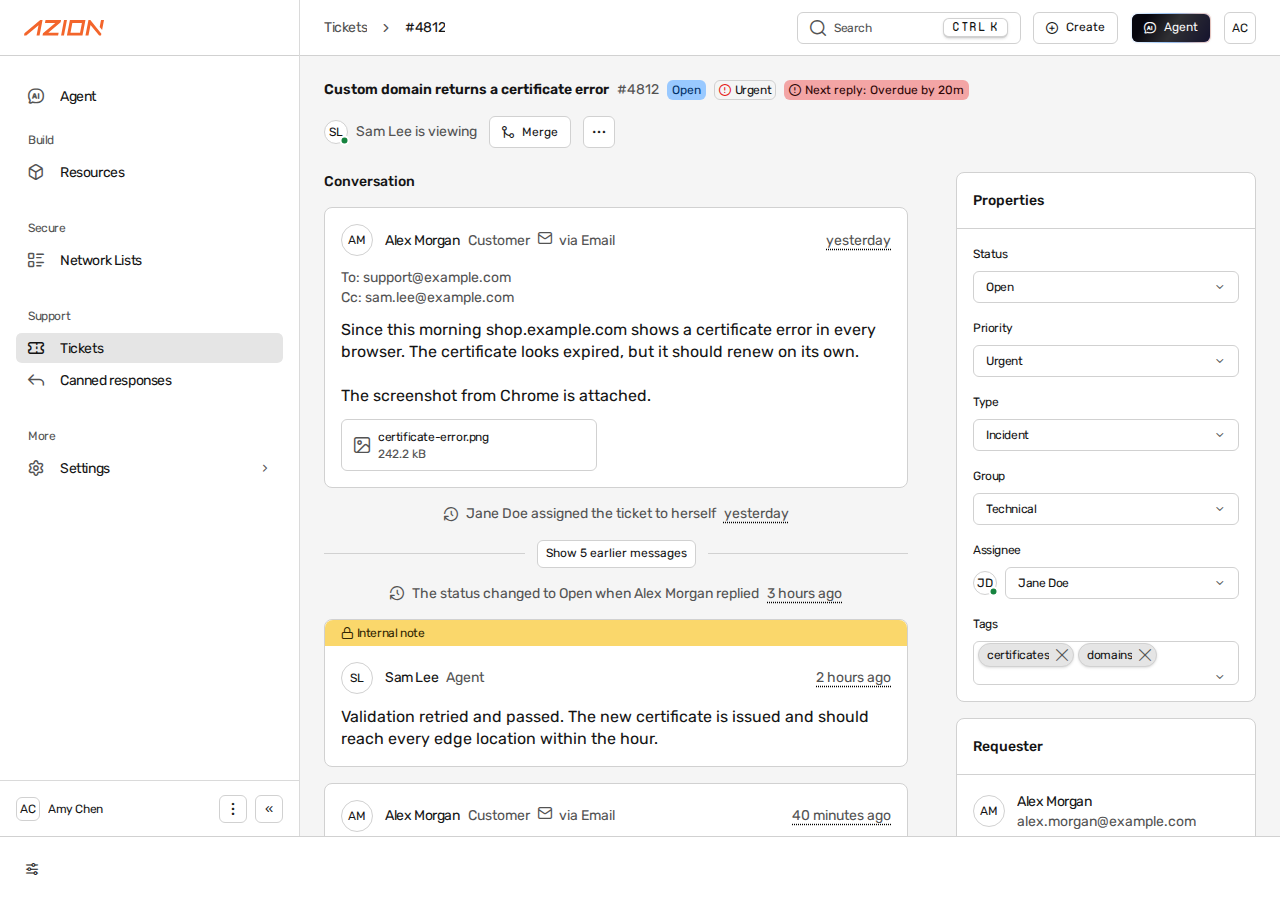 AZION
Tickets > #4812
Search CTRL K
Create
AI Agent
AC
AI Agent
Build
Resources
Secure
Network Lists
Support
Tickets
Canned responses
More
Settings
AC Amy Chen
Custom domain returns a certificate error #4812 Open Urgent Next reply: Overdue by 20m
SL Sam Lee is viewing Merge
Conversation
AM Alex Morgan Customer via Email yesterday
To: support@example.com
Cc: sam.lee@example.com
Since this morning shop.example.com shows a certificate error in every
browser. The certificate looks expired, but it should renew on its own.
The screenshot from Chrome is attached.
certificate-error.png
242.2 kB
Jane Doe assigned the ticket to herself yesterday
Show 5 earlier messages
The status changed to Open when Alex Morgan replied 3 hours ago
Internal note
SL Sam Lee Agent 2 hours ago
Validation retried and passed. The new certificate is issued and should
reach every edge location within the hour.
AM Alex Morgan Customer via Email 40 minutes ago
Properties
Status
Open
Priority
Urgent
Type
Incident
Group
Technical
Assignee
JD Jane Doe
Tags
certificates domains
Requester
AM Alex Morgan
alex.morgan@example.com